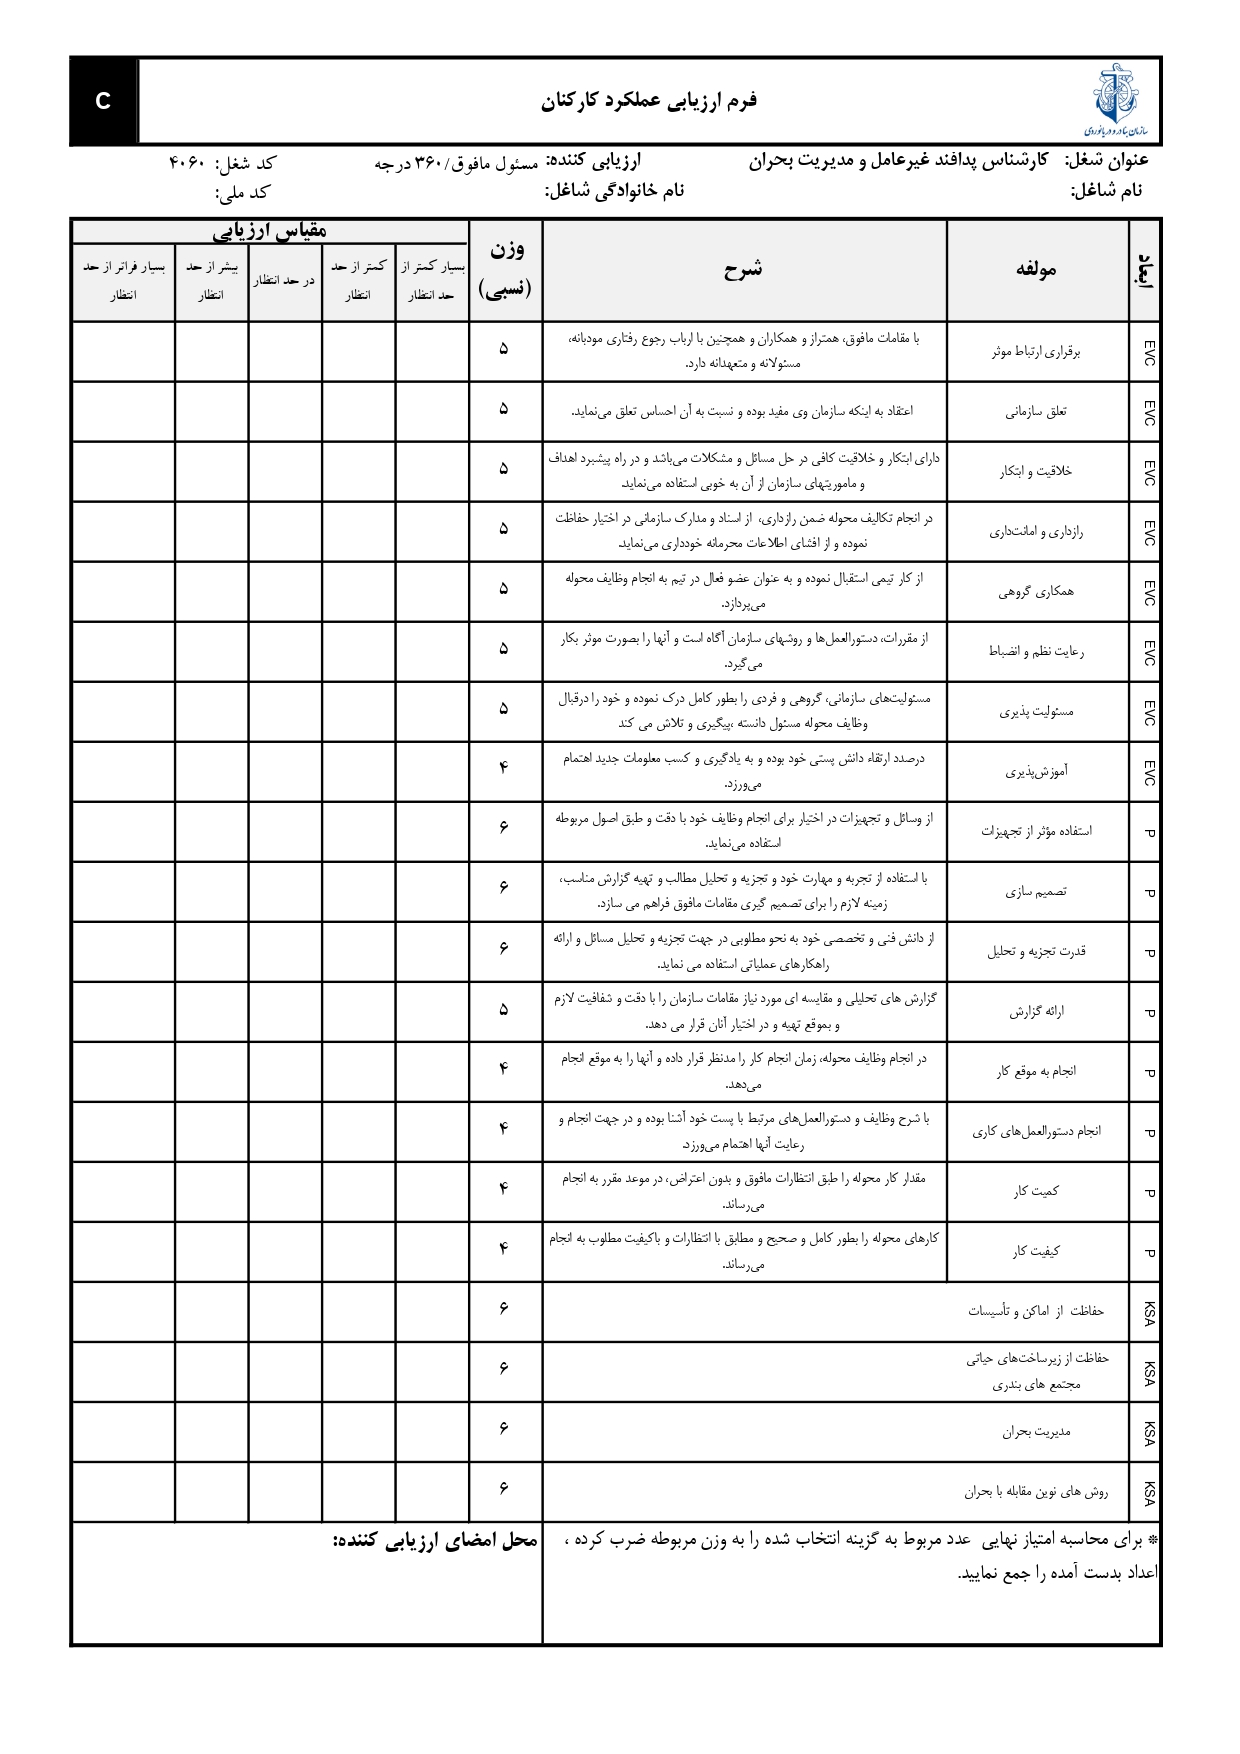 سازمان بنادر و دریانوردی
فرم ارزیابی عملکرد کارکنان
C
عنوان شغل: کارشناس پدافند غیرعامل و مدیریت بحران ارزیابی کننده: مسئول مافوق/۳۶۰ درجه کد شغل: ۴۰۶۰
نام شاغل: نام خانوادگی شاغل: کد ملی:
ابعاد مولفه شرح وزن (نسبی) مقیاس ارزیابی
بسیار کمتر از حد انتظار کمتر از حد انتظار در حد انتظار بیشر از حد انتظار بسیار فراتر از حد انتظار
EVC برقراری ارتباط موثر با مقامات مافوق، همتراز و همکاران و همچنین با ارباب رجوع رفتاری مودبانه،
مسئولانه و متعهدانه دارد. ۵
EVC تعلق سازمانی اعتقاد به اینکه سازمان وی مفید بوده و نسبت به آن احساس تعلق می‌نماید. ۵
EVC خلاقیت و ابتکار دارای ابتکار و خلاقیت کافی در حل مسائل و مشکلات می‌باشد و در راه پیشبرد اهداف
و ماموریتهای سازمان از آن به خوبی استفاده می‌نماید. ۵
EVC رازداری و امانت‌داری در انجام تکالیف محوله ضمن رازداری، از اسناد و مدارک سازمانی در اختیار حفاظت
نموده و از افشای اطلاعات محرمانه خودداری می‌نماید. ۵
EVC همکاری گروهی از کار تیمی استقبال نموده و به عنوان عضو فعال در تیم به انجام وظایف محوله
می‌پردازد. ۵
EVC رعایت نظم و انضباط از مقررات، دستورالعمل‌ها و روشهای سازمان آگاه است و آنها را بصورت موثر بکار
می‌گیرد. ۵
EVC مسئولیت پذیری مسئولیت‌های سازمانی، گروهی و فردی را بطور کامل درک نموده و خود را درقبال
وظایف محوله مسئول دانسته ،پیگیری و تلاش می کند ۵
EVC آموزش‌پذیری درصدد ارتقاء دانش پستی خود بوده و به یادگیری و کسب معلومات جدید اهتمام
می‌ورزد. ۴
P استفاده مؤثر از تجهیزات از وسائل و تجهیزات در اختیار برای انجام وظایف خود با دقت و طبق اصول مربوطه
استفاده می‌نماید. ۶
P تصمیم سازی با استفاده از تجربه و مهارت خود و تجزیه و تحلیل مطالب و تهیه گزارش مناسب،
زمینه لازم را برای تصمیم گیری مقامات مافوق فراهم می سازد. ۶
P قدرت تجزیه و تحلیل از دانش فنی و تخصصی خود به نحو مطلوبی در جهت تجزیه و تحلیل مسائل و ارائه
راهکارهای عملیاتی استفاده می نماید. ۶
P ارائه گزارش گزارش های تحلیلی و مقایسه ای مورد نیاز مقامات سازمان را با دقت و شفافیت لازم
و بموقع تهیه و در اختیار آنان قرار می دهد. ۵
P انجام به موقع کار در انجام وظایف محوله، زمان انجام کار را مدنظر قرار داده و آنها را به موقع انجام
می‌دهد. ۴
P انجام دستورالعمل‌های کاری با شرح وظایف و دستورالعمل‌های مرتبط با پست خود آشنا بوده و در جهت انجام و
رعایت آنها اهتمام می‌ورزد. ۴
P کمیت کار مقدار کار محوله را طبق انتظارات مافوق و بدون اعتراض، در موعد مقرر به انجام
می‌رساند. ۴
P کیفیت کار کارهای محوله را بطور کامل و صحیح و مطابق با انتظارات و باکیفیت مطلوب به انجام
می‌رساند. ۴
KSA حفاظت از اماکن و تأسیسات ۶
KSA حفاظت از زیرساخت‌های حیاتی
مجتمع های بندری ۶
KSA مدیریت بحران ۶
KSA روش های نوین مقابله با بحران ۶
* برای محاسبه امتیاز نهایی عدد مربوط به گزینه انتخاب شده را به وزن مربوطه ضرب کرده ،
اعداد بدست آمده را جمع نمایید.
محل امضای ارزیابی کننده: